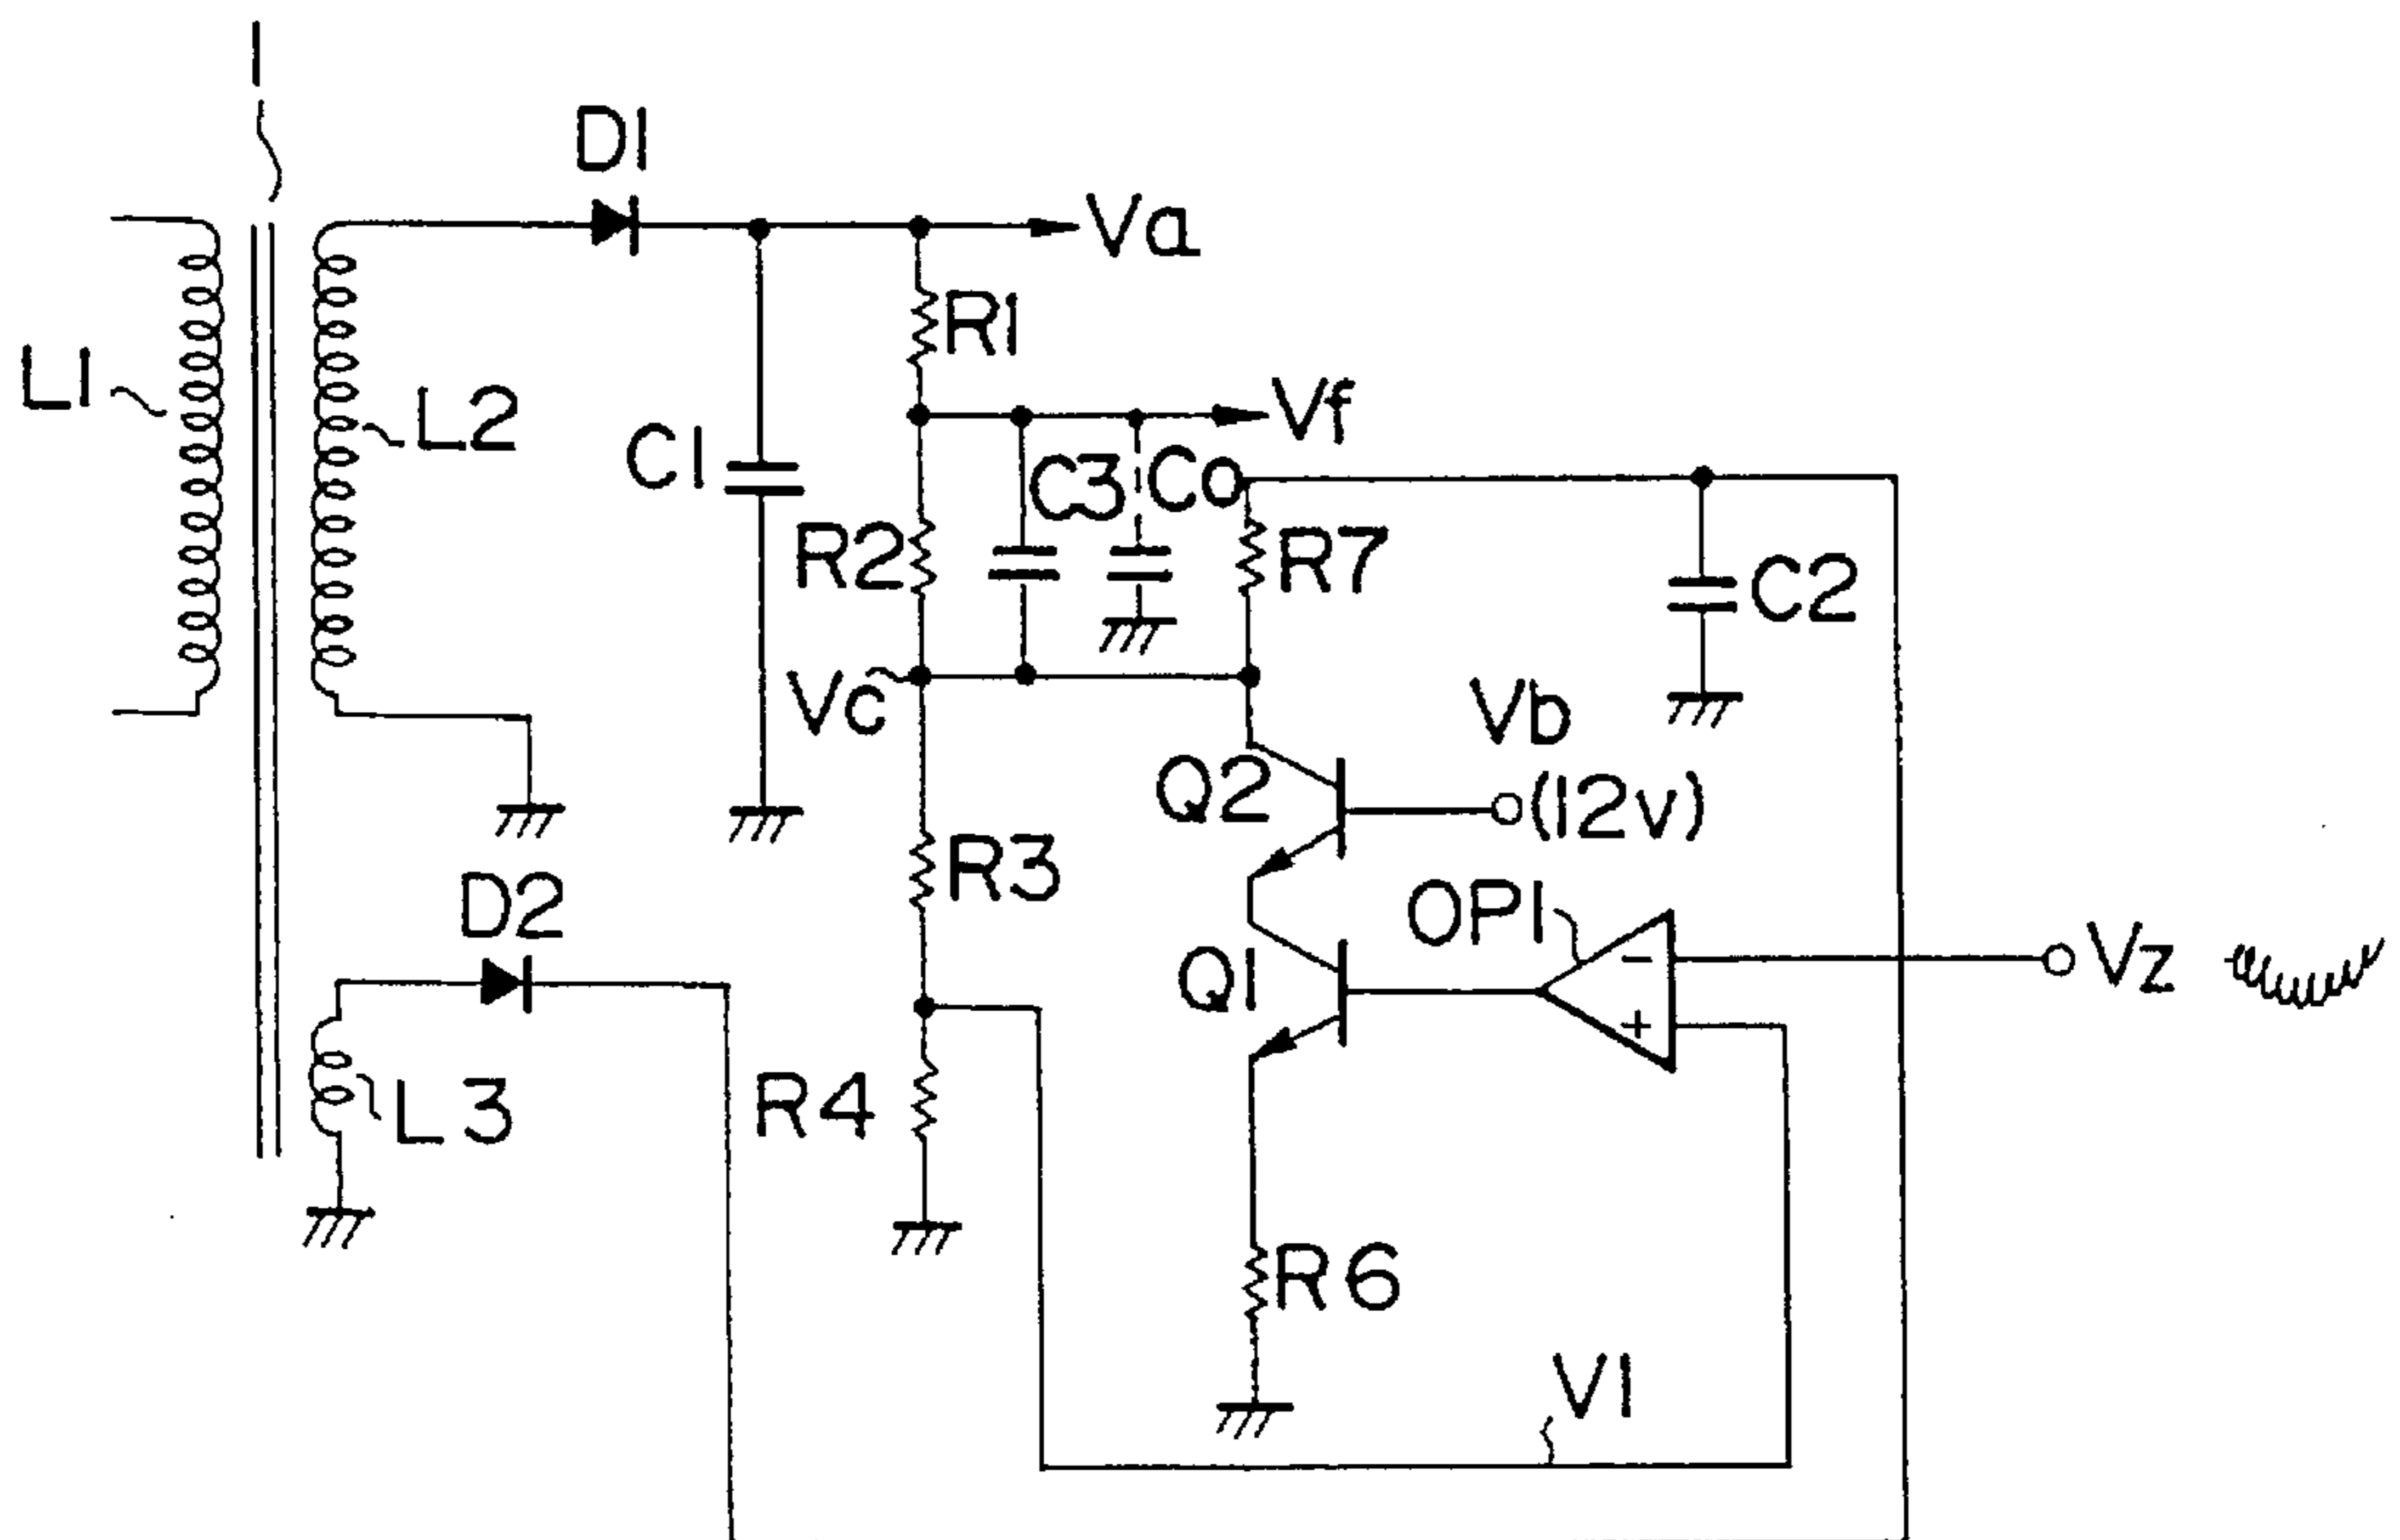 1
D1
Va
R1
L1
L2
Vf
C1
C3
Co
R2
R7
C2
Vc
Vb
Q2
(12v)
R3
D2
OP1
Q1
-
Vz
+
L3
R4
R6
V1